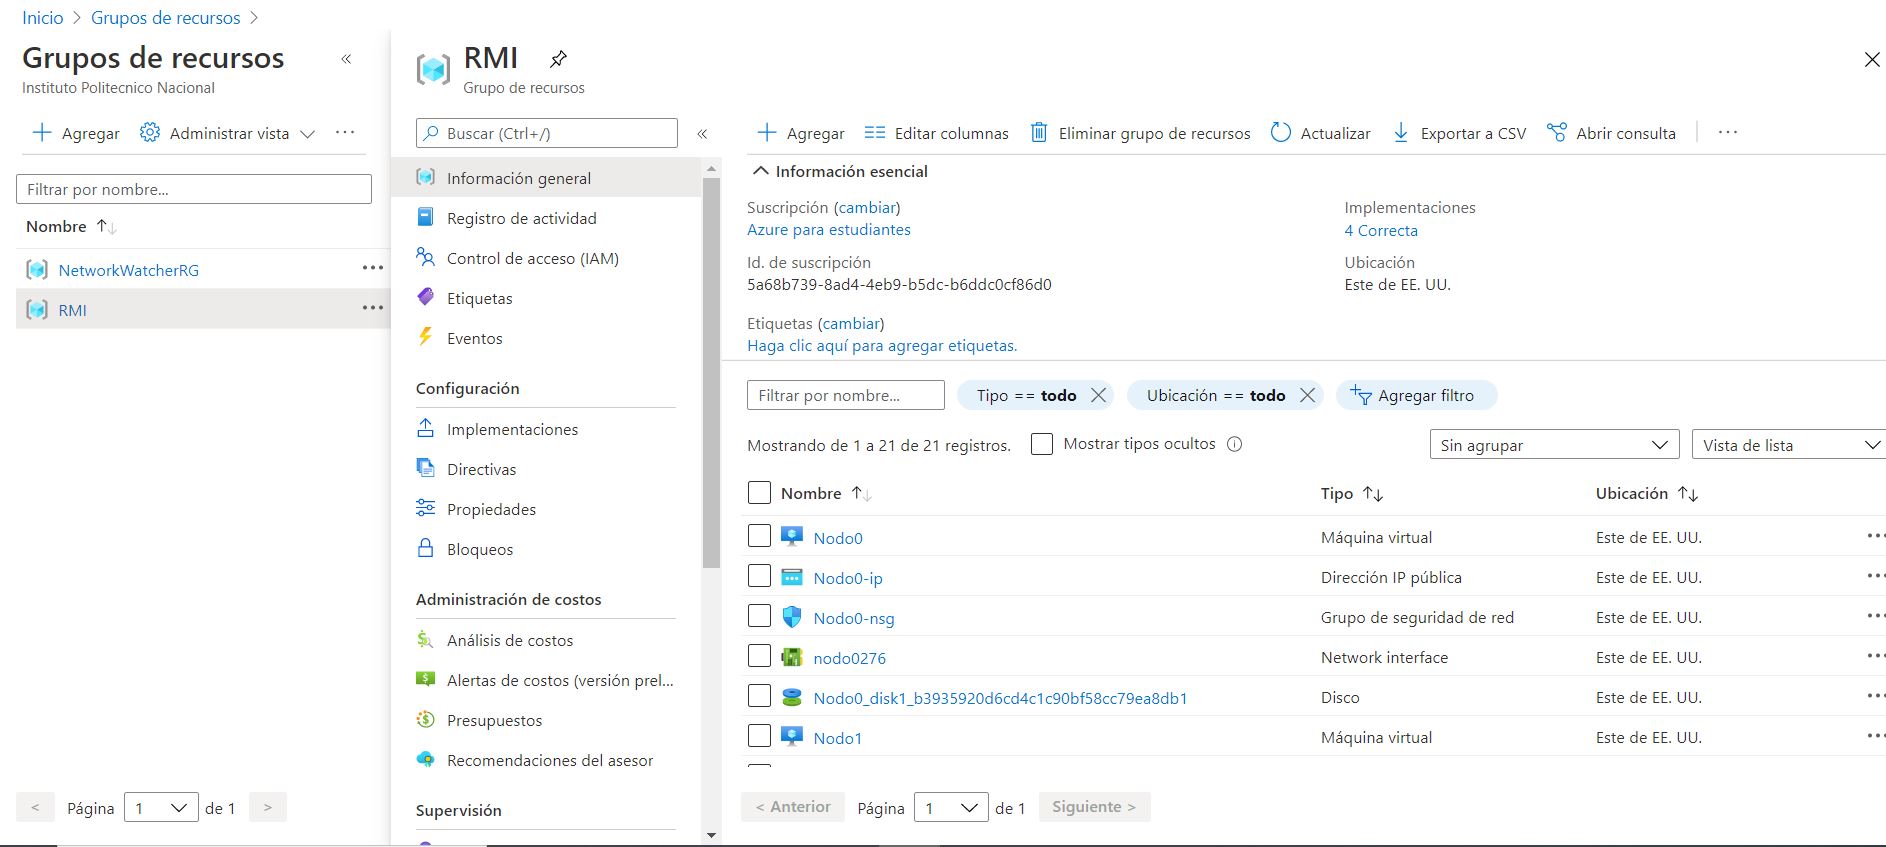 Inicio > Grupos de recursos >
Grupos de recursos «
Instituto Politecnico Nacional
Agregar Administrar vista ...
Filtrar por nombre...
Nombre
NetworkWatcherRG ...
RMI ...
< Página 1 de 1 >
RMI
Grupo de recursos
Buscar (Ctrl+/) «
Información general
Registro de actividad
Control de acceso (IAM)
Etiquetas
Eventos
Configuración
Implementaciones
Directivas
Propiedades
Bloqueos
Administración de costos
Análisis de costos
Alertas de costos (versión prel...
Presupuestos
Recomendaciones del asesor
Supervisión
Agregar Editar columnas Eliminar grupo de recursos Actualizar Exportar a CSV Abrir consulta ...
Información esencial
Suscripción (cambiar) Implementaciones
Azure para estudiantes 4 Correcta
Id. de suscripción Ubicación
5a68b739-8ad4-4eb9-b5dc-b6ddc0cf86d0 Este de EE. UU.
Etiquetas (cambiar)
Haga clic aquí para agregar etiquetas.
Filtrar por nombre... Tipo == todo Ubicación == todo Agregar filtro
Mostrando de 1 a 21 de 21 registros. Mostrar tipos ocultos Sin agrupar Vista de lista
Nombre Tipo Ubicación
Nodo0 Máquina virtual Este de EE. UU. ...
Nodo0-ip Dirección IP pública Este de EE. UU. ...
Nodo0-nsg Grupo de seguridad de red Este de EE. UU. ...
nodo0276 Network interface Este de EE. UU. ...
Nodo0_disk1_b3935920d6cd4c1c90bf58cc79ea8db1 Disco Este de EE. UU. ...
Nodo1 Máquina virtual Este de EE. UU. ...
< Anterior Página 1 de 1 Siguiente >